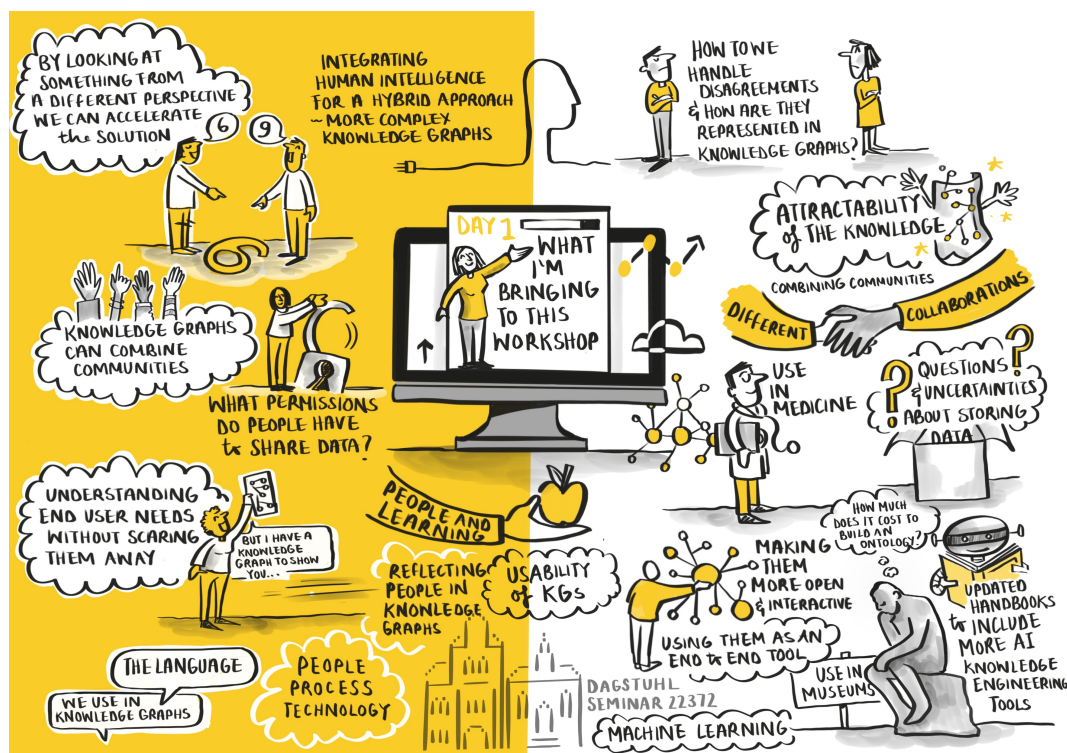 BY LOOKING AT
SOMETHING FROM
A DIFFERENT PERSPECTIVE
WE CAN ACCELERATE
the SOLUTION
6
9
6
INTEGRATING
HUMAN INTELLIGENCE
FOR A HYBRID APPROACH
~ MORE COMPLEX
KNOWLEDGE GRAPHS
HOW TO WE
HANDLE
DISAGREEMENTS
& HOW ARE THEY
REPRESENTED IN
KNOWLEDGE GRAPHS?
ATTRACTABILITY
of THE KNOWLEDGE
COMBINING COMMUNITIES
DIFFERENT
COLLABORATIONS
DAY 1
WHAT
I'M
BRINGING
TO THIS
WORKSHOP
KNOWLEDGE GRAPHS
CAN COMBINE
COMMUNITIES
WHAT PERMISSIONS
DO PEOPLE HAVE
to SHARE DATA?
USE
IN
MEDICINE
?
?
QUESTIONS
& UNCERTAINTIES
ABOUT STORING
DATA
UNDERSTANDING
END USER NEEDS
WITHOUT SCARING
THEM AWAY
BUT I HAVE A
KNOWLEDGE
GRAPH TO SHOW
YOU...
PEOPLE AND
LEARNING
REFLECTING
PEOPLE IN
KNOWLEDGE
GRAPHS
USABILITY
of KGs
MAKING
THEM
MORE OPEN
& INTERACTIVE
USING THEM AS AN
END to END TOOL
HOW MUCH
DOES IT COST TO
BUILD AN
ONTOLOGY?
UPDATED
HANDBOOKS
to INCLUDE
MORE AI
KNOWLEDGE
ENGINEERING
TOOLS
USE IN
MUSEUMS
THE LANGUAGE
WE USE IN
KNOWLEDGE GRAPHS
PEOPLE
PROCESS
TECHNOLOGY
DAGSTUHL
SEMINAR 22372
MACHINE LEARNING